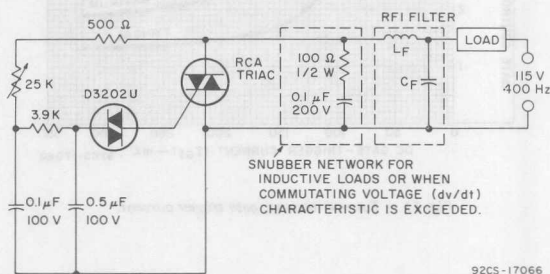 RFI FILTER
500 Ω
25 K
3.9K
D3202U
RCA
TRIAC
100 Ω
1/2 W
0.1 μF
200 V
LF
CF
LOAD
115 V
400 Hz
0.1 μF
100 V
0.5 μF
100 V
SNUBBER NETWORK FOR
INDUCTIVE LOADS OR WHEN
COMMUTATING VOLTAGE (dv/dt)
CHARACTERISTIC IS EXCEEDED.
92CS-17066